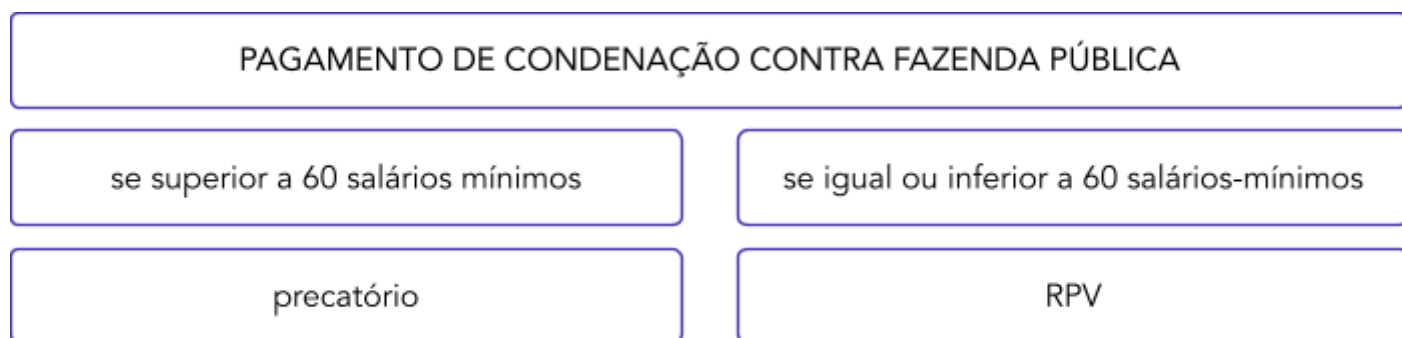 PAGAMENTO DE CONDENAÇÃO CONTRA FAZENDA PÚBLICA
se superior a 60 salários mínimos
se igual ou inferior a 60 salários-mínimos
precatório
RPV